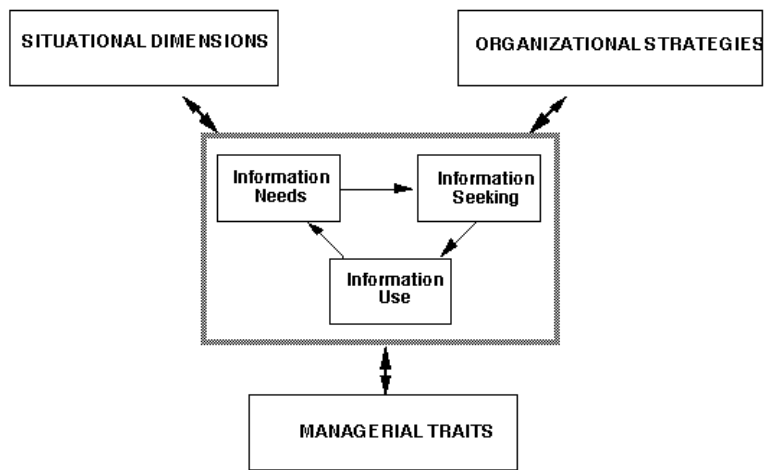 SITUATIONAL DIMENSIONS
ORGANIZATIONAL STRATEGIES
Information
Needs
Information
Seeking
Information
Use
MANAGERIAL TRAITS